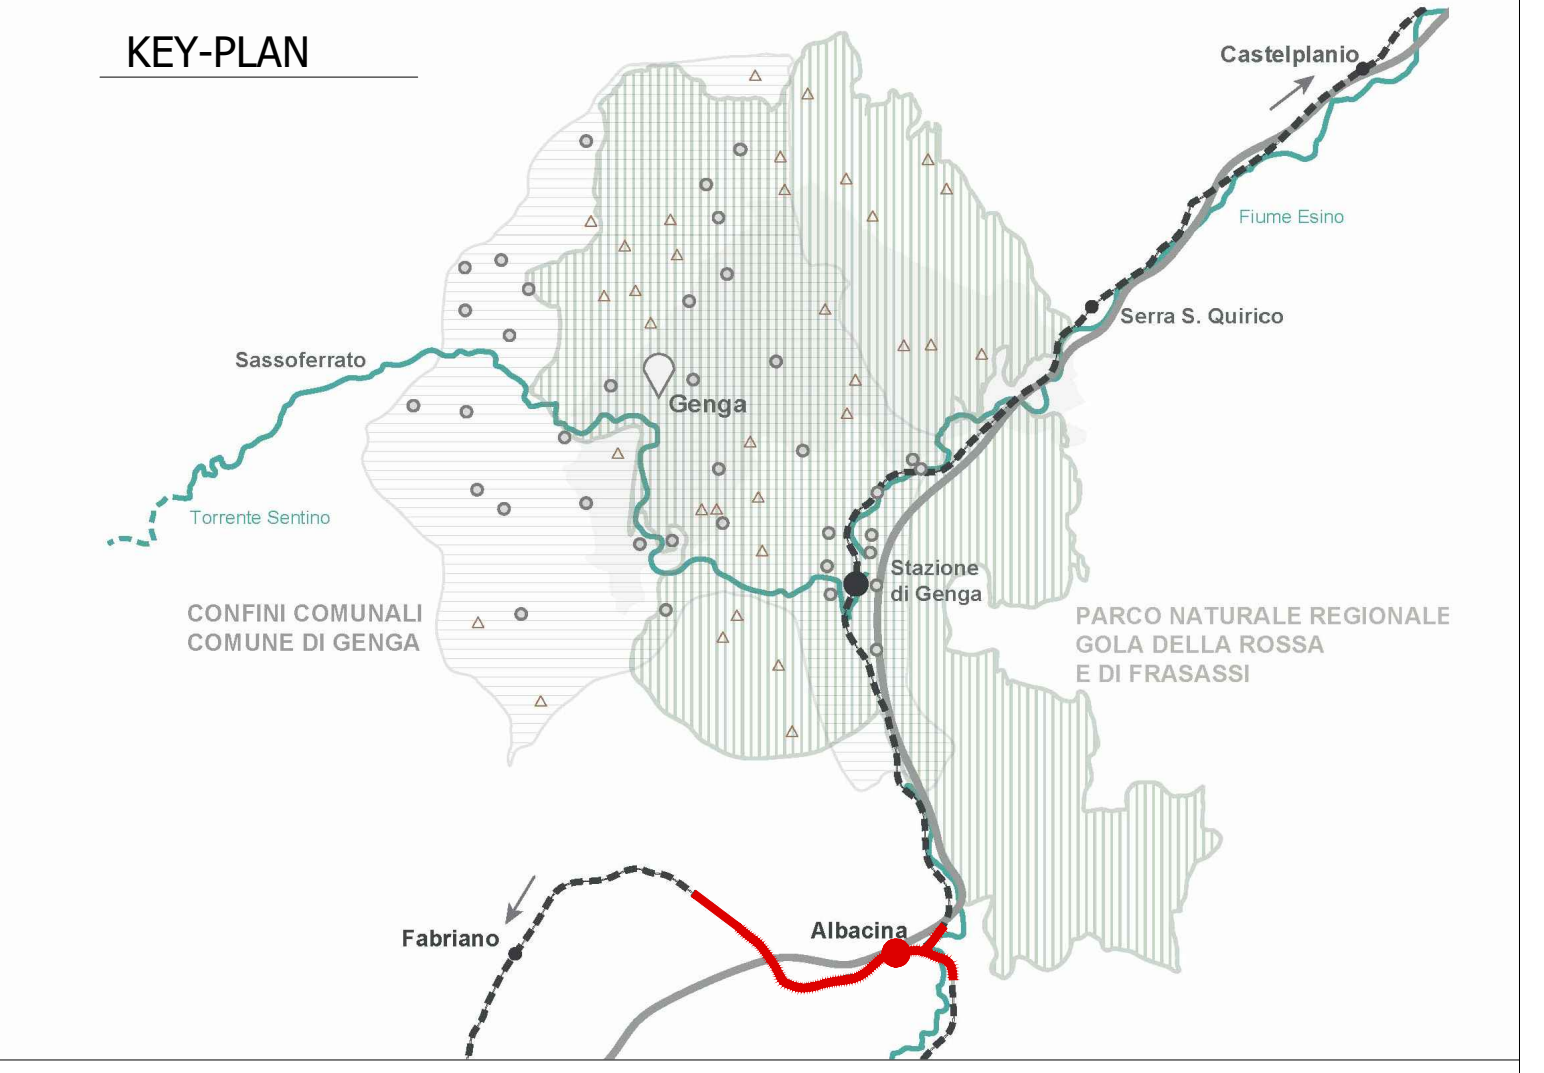 KEY-PLAN
Castelplanio
Fiume Esino
Serra S. Quirico
Sassoferrato
Genga
Torrente Sentino
Stazione
di Genga
CONFINI COMUNALI
COMUNE DI GENGA
PARCO NATURALE REGIONALE
GOLA DELLA ROSSA
E DI FRASASSI
Albacina
Fabriano